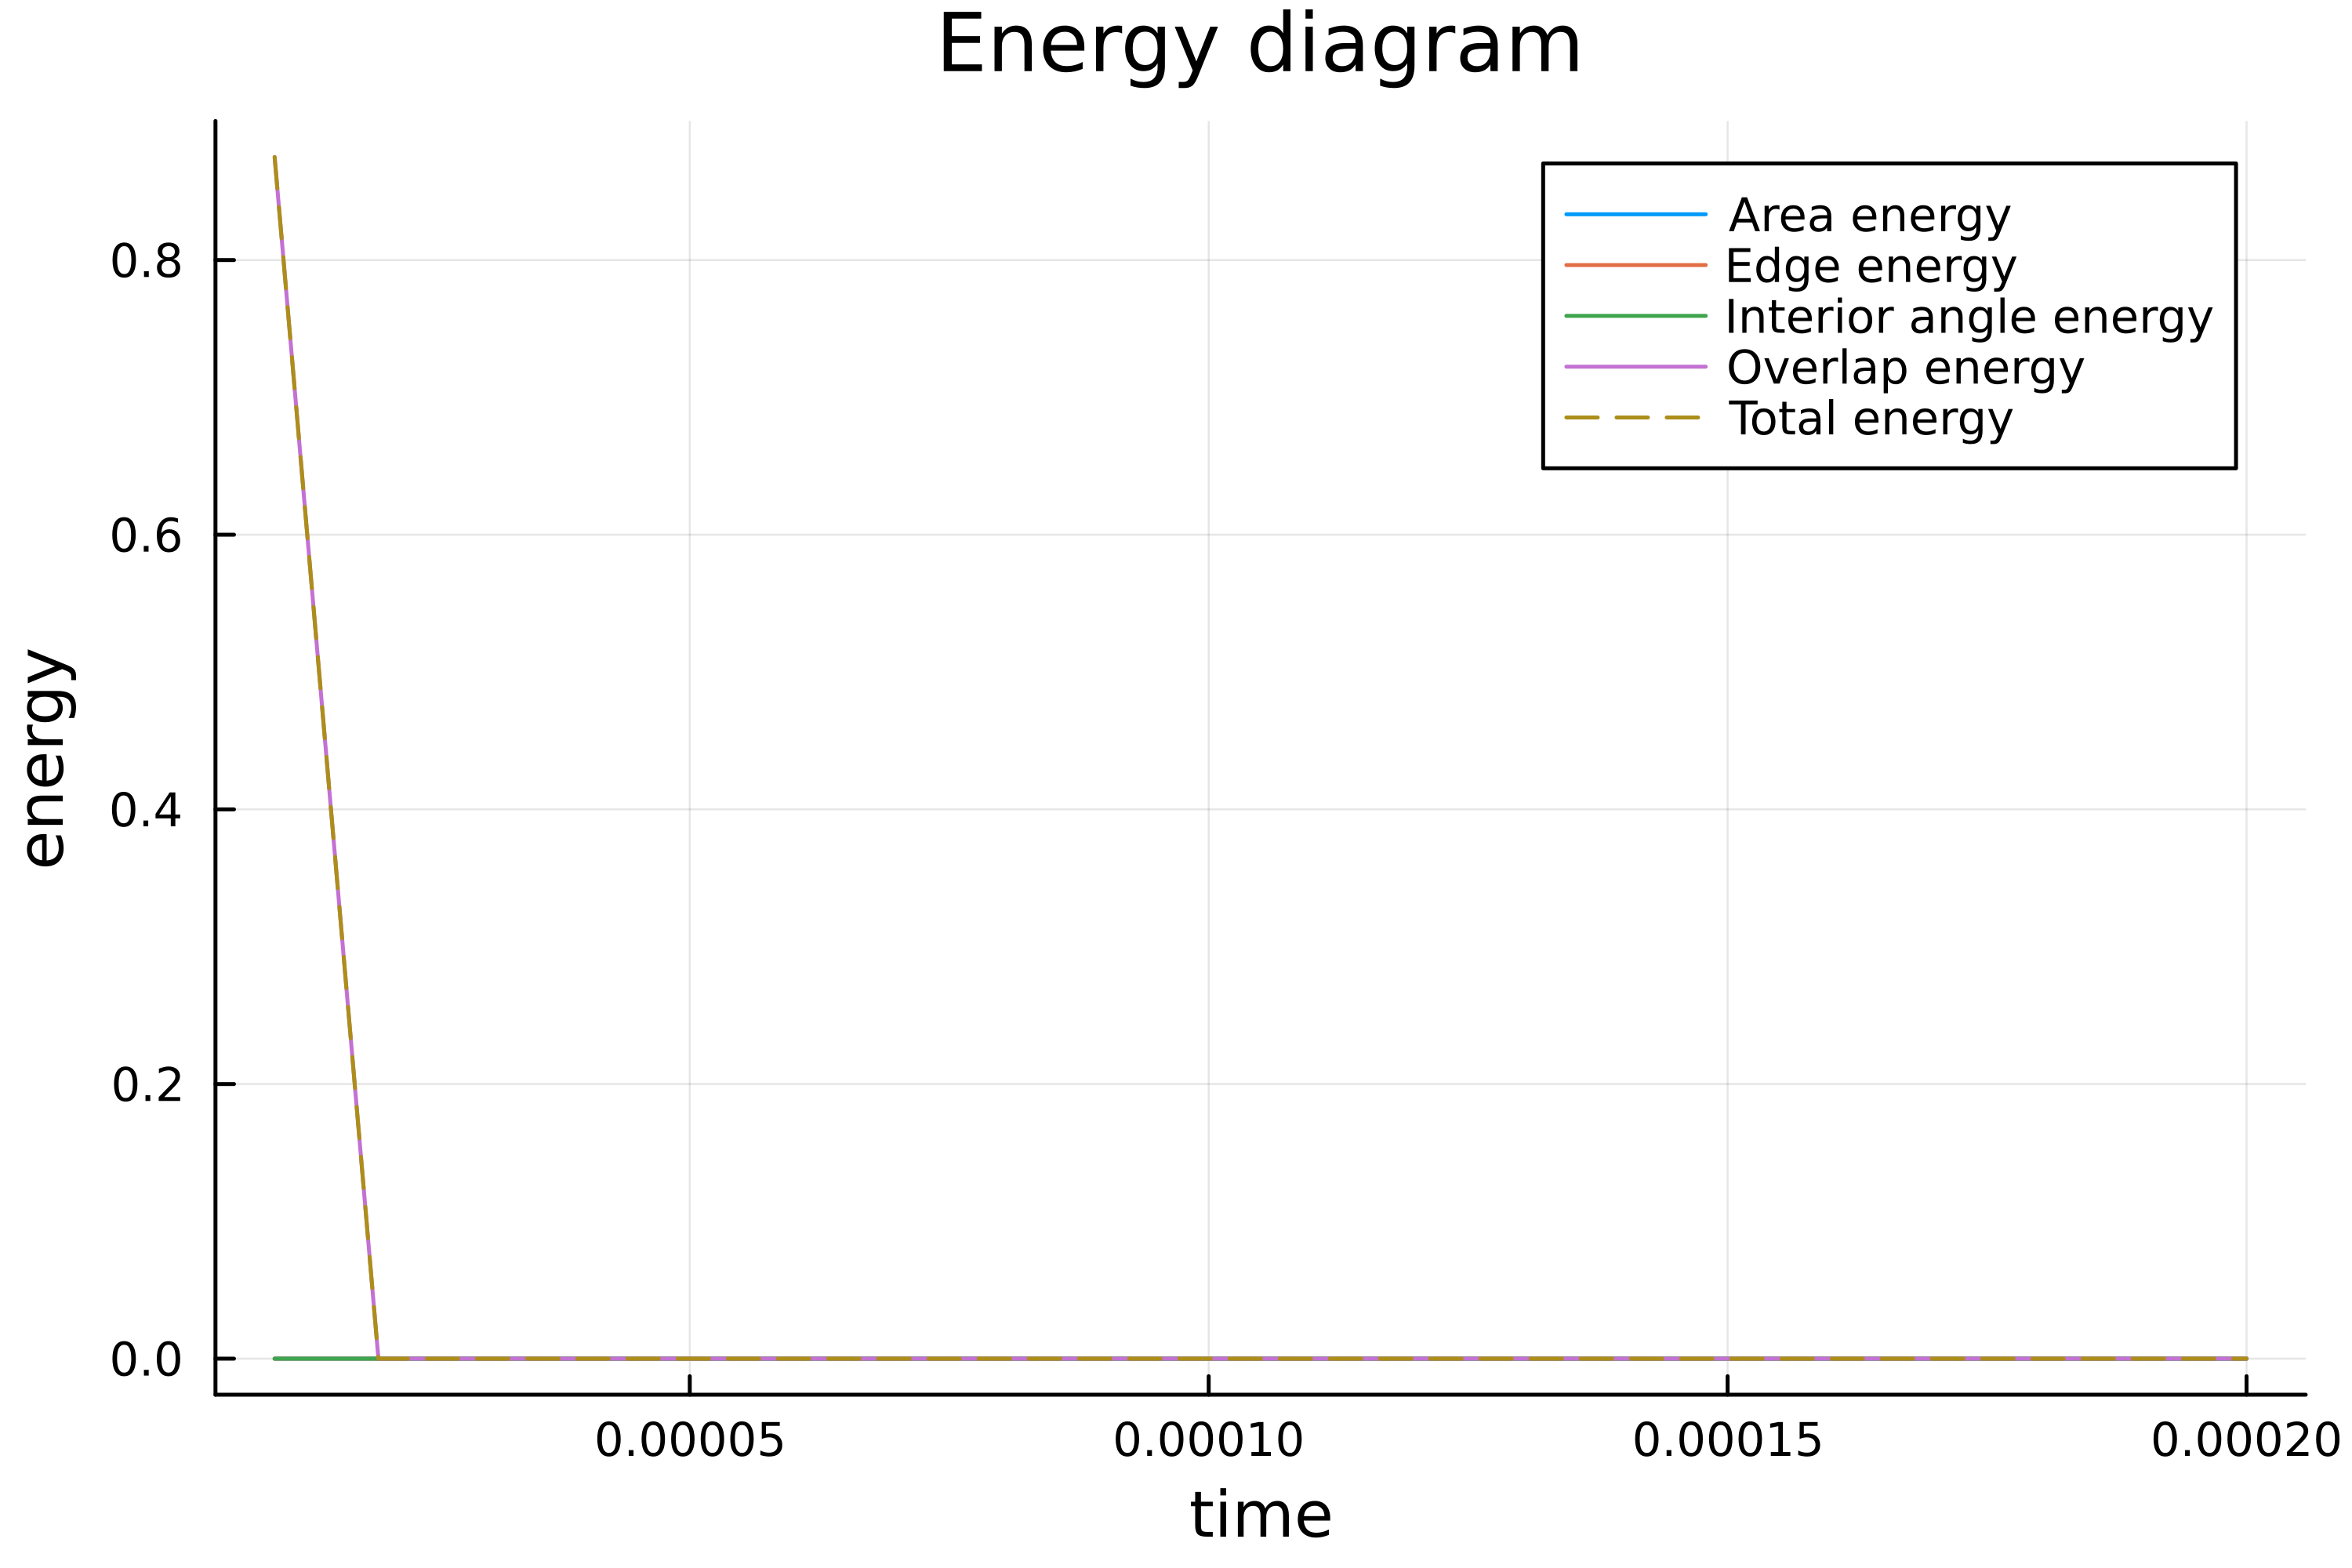 Energy diagram
Area energy
Edge energy
Interior angle energy
Overlap energy
Total energy
0.8
0.6
0.4
0.2
0.0
energy
0.00005
0.00010
0.00015
0.00020
time